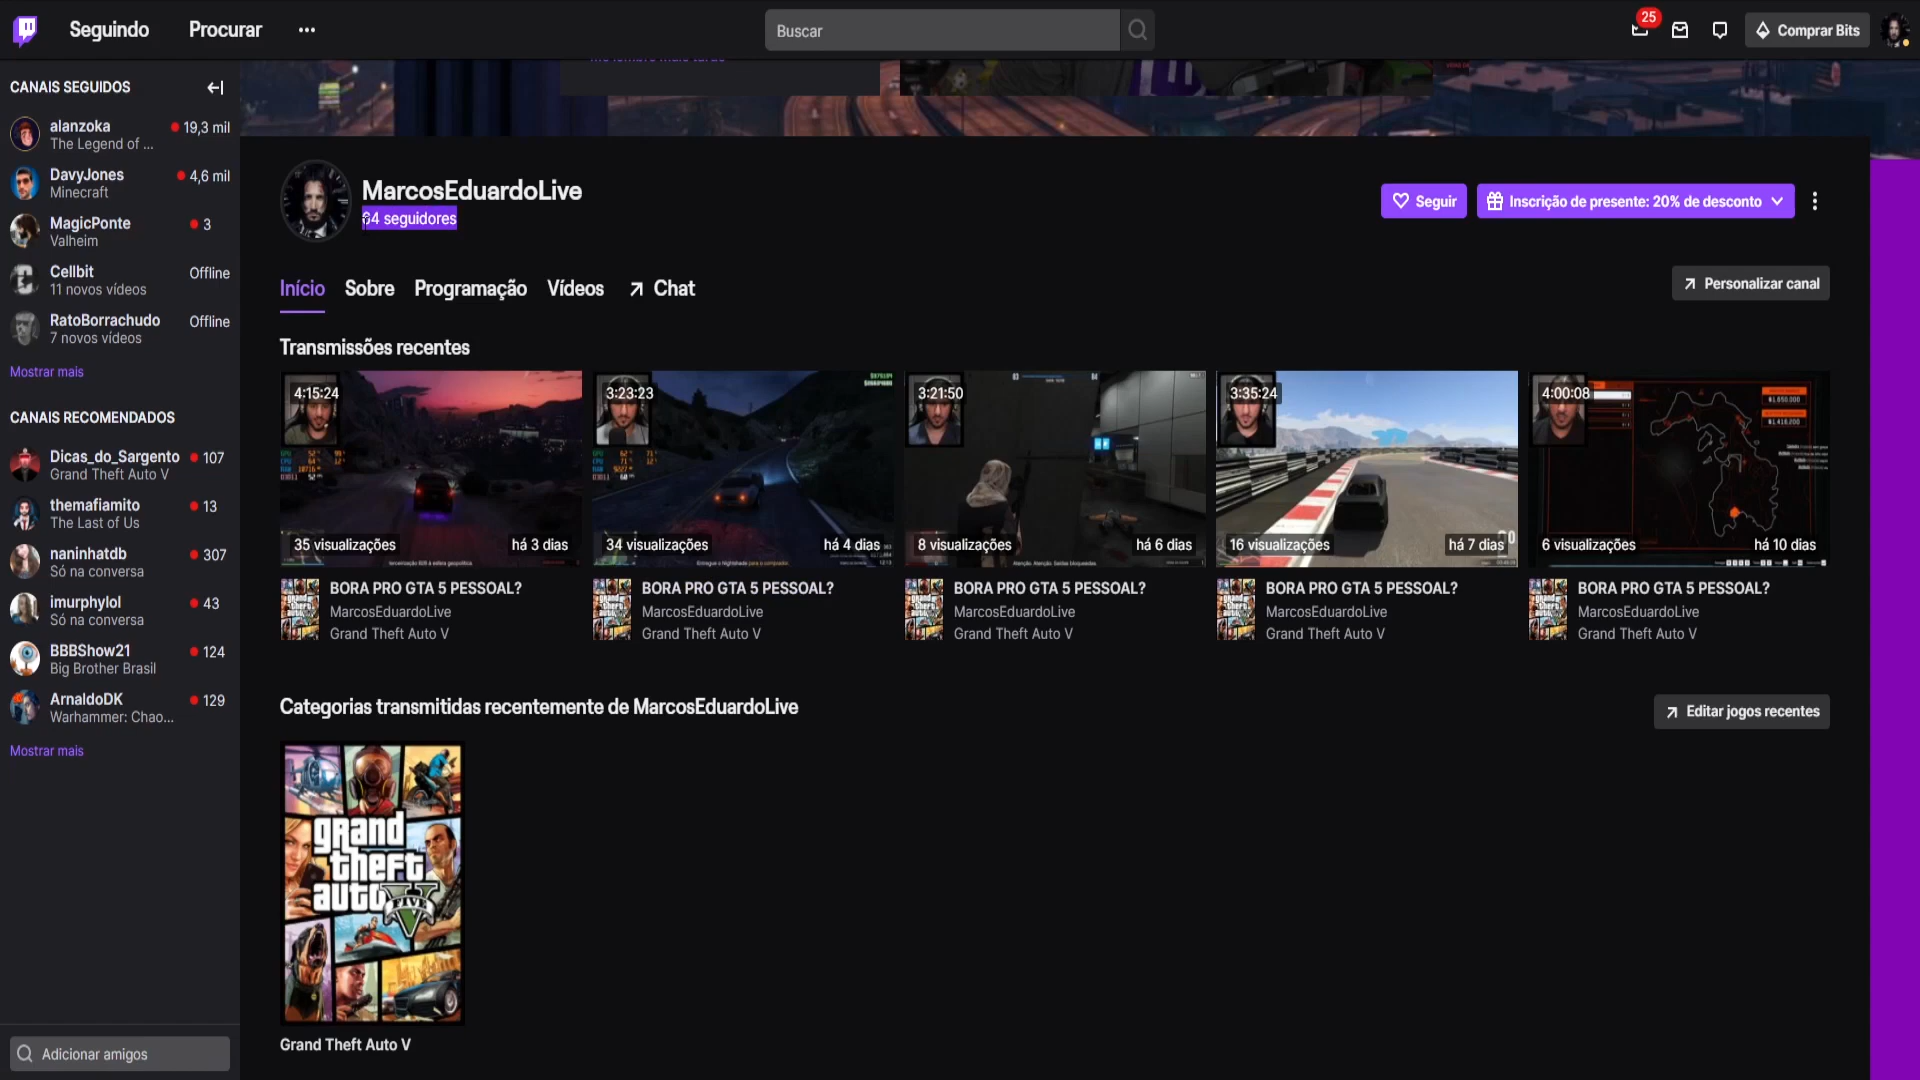 Seguindo
Procurar
Buscar
25
Comprar Bits
CANAIS SEGUIDOS
alanzoka
19,3 mil
The Legend of ...
DavyJones
4,6 mil
Minecraft
MagicPonte
3
Valheim
Cellbit
Offline
11 novos vídeos
RatoBorrachudo
Offline
7 novos vídeos
Mostrar mais
CANAIS RECOMENDADOS
Dicas_do_Sargento
107
Grand Theft Auto V
themafiamito
13
The Last of Us
naninhatdb
307
Só na conversa
imurphylol
43
Só na conversa
BBBShow21
124
Big Brother Brasil
ArnaldoDK
129
Warhammer: Chao...
Mostrar mais
Adicionar amigos
MarcosEduardoLive
seguidores
Seguir
Inscrição de presente: 20% de desconto
Início
Sobre
Programação
Vídeos
Chat
Personalizar canal
Transmissões recentes
4:15:24
35 visualizações
há 3 dias
BORA PRO GTA 5 PESSOAL?
MarcosEduardoLive
Grand Theft Auto V
3:23:23
34 visualizações
há 4 dias
BORA PRO GTA 5 PESSOAL?
MarcosEduardoLive
Grand Theft Auto V
3:21:50
8 visualizações
há 6 dias
BORA PRO GTA 5 PESSOAL?
MarcosEduardoLive
Grand Theft Auto V
3:35:24
16 visualizações
há 7 dias
BORA PRO GTA 5 PESSOAL?
MarcosEduardoLive
Grand Theft Auto V
4:00:08
6 visualizações
há 10 dias
BORA PRO GTA 5 PESSOAL?
MarcosEduardoLive
Grand Theft Auto V
Categorias transmitidas recentemente de MarcosEduardoLive
Editar jogos recentes
grand
theft
auto
V
FIVE
Grand Theft Auto V